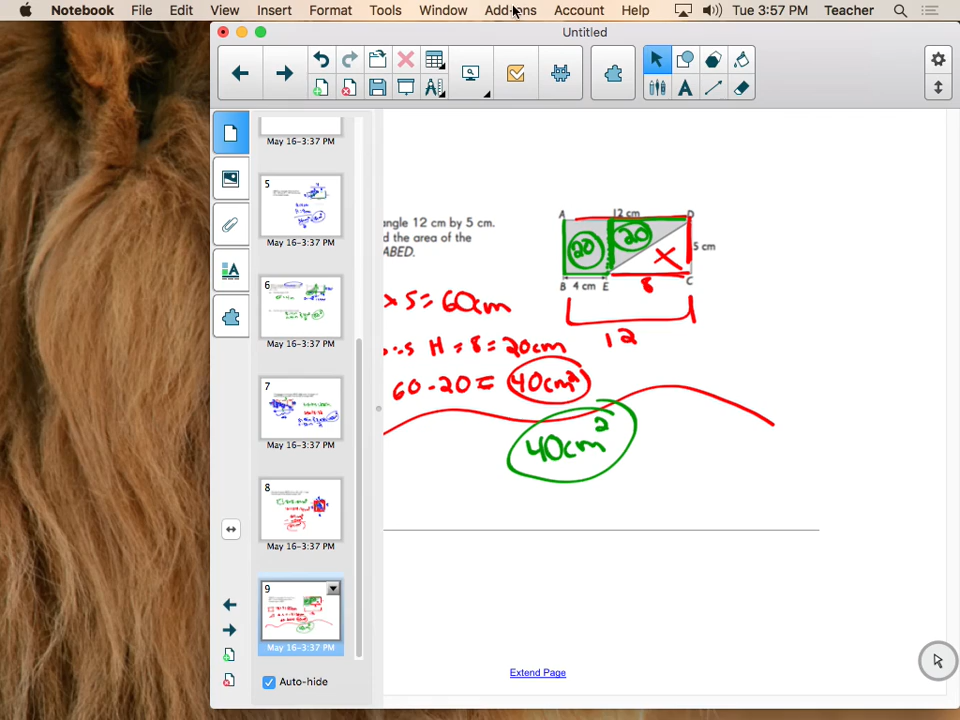 Notebook File Edit View Insert Format Tools Window Add-ons Account Help Tue 3:57 PM Teacher
Untitled
May 16–3:37 PM
5
May 16–3:37 PM
6
May 16–3:37 PM
7
May 16–3:37 PM
8
May 16–3:37 PM
9
May 16–3:37 PM
Auto-hide
angle 12 cm by 5 cm.
d the area of the
ABED.
A 12 cm D
20 20
5 cm
B 4 cm E C
8
12
x 5 = 60cm
H = 8 = 20cm
60 - 20 = 40cm²
40cm²
Extend Page